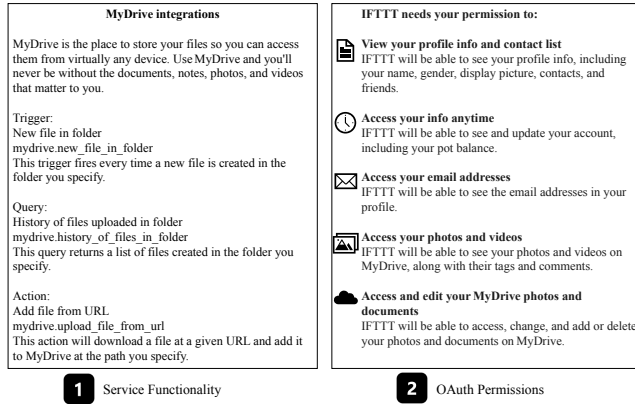 MyDrive integrations
MyDrive is the place to store your files so you can access
them from virtually any device. Use MyDrive and you'll
never be without the documents, notes, photos, and videos
that matter to you.
Trigger:
New file in folder
mydrive.new_file_in_folder
This trigger fires every time a new file is created in the
folder you specify.
Query:
History of files uploaded in folder
mydrive.history_of_files_in_folder
This query returns a list of files created in the folder you
specify.
Action:
Add file from URL
mydrive.upload_file_from_url
This action will download a file at a given URL and add it
to MyDrive at the path you specify.
1 Service Functionality
IFTTT needs your permission to:
View your profile info and contact list
IFTTT will be able to see your profile info, including
your name, gender, display picture, contacts, and
friends.
Access your info anytime
IFTTT will be able to see and update your account,
including your pot balance.
Access your email addresses
IFTTT will be able to see the email addresses in your
profile.
Access your photos and videos
IFTTT will be able to see your photos and videos on
MyDrive, along with their tags and comments.
Access and edit your MyDrive photos and
documents
IFTTT will be able to access, change, and add or delete
your photos and documents on MyDrive.
2 OAuth Permissions